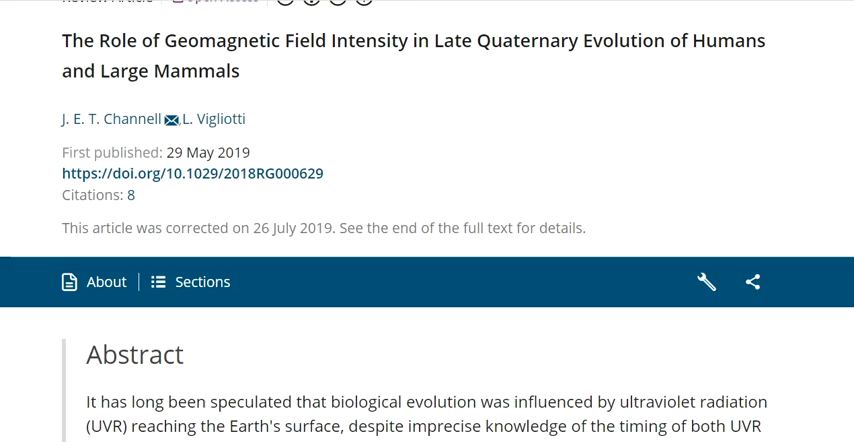 Review Article | Open Access
The Role of Geomagnetic Field Intensity in Late Quaternary Evolution of Humans
and Large Mammals
J. E. T. Channell, L. Vigliotti
First published: 29 May 2019
https://doi.org/10.1029/2018RG000629
Citations: 8
This article was corrected on 26 July 2019. See the end of the full text for details.
About | Sections
Abstract
It has long been speculated that biological evolution was influenced by ultraviolet radiation
(UVR) reaching the Earth's surface, despite imprecise knowledge of the timing of both UVR